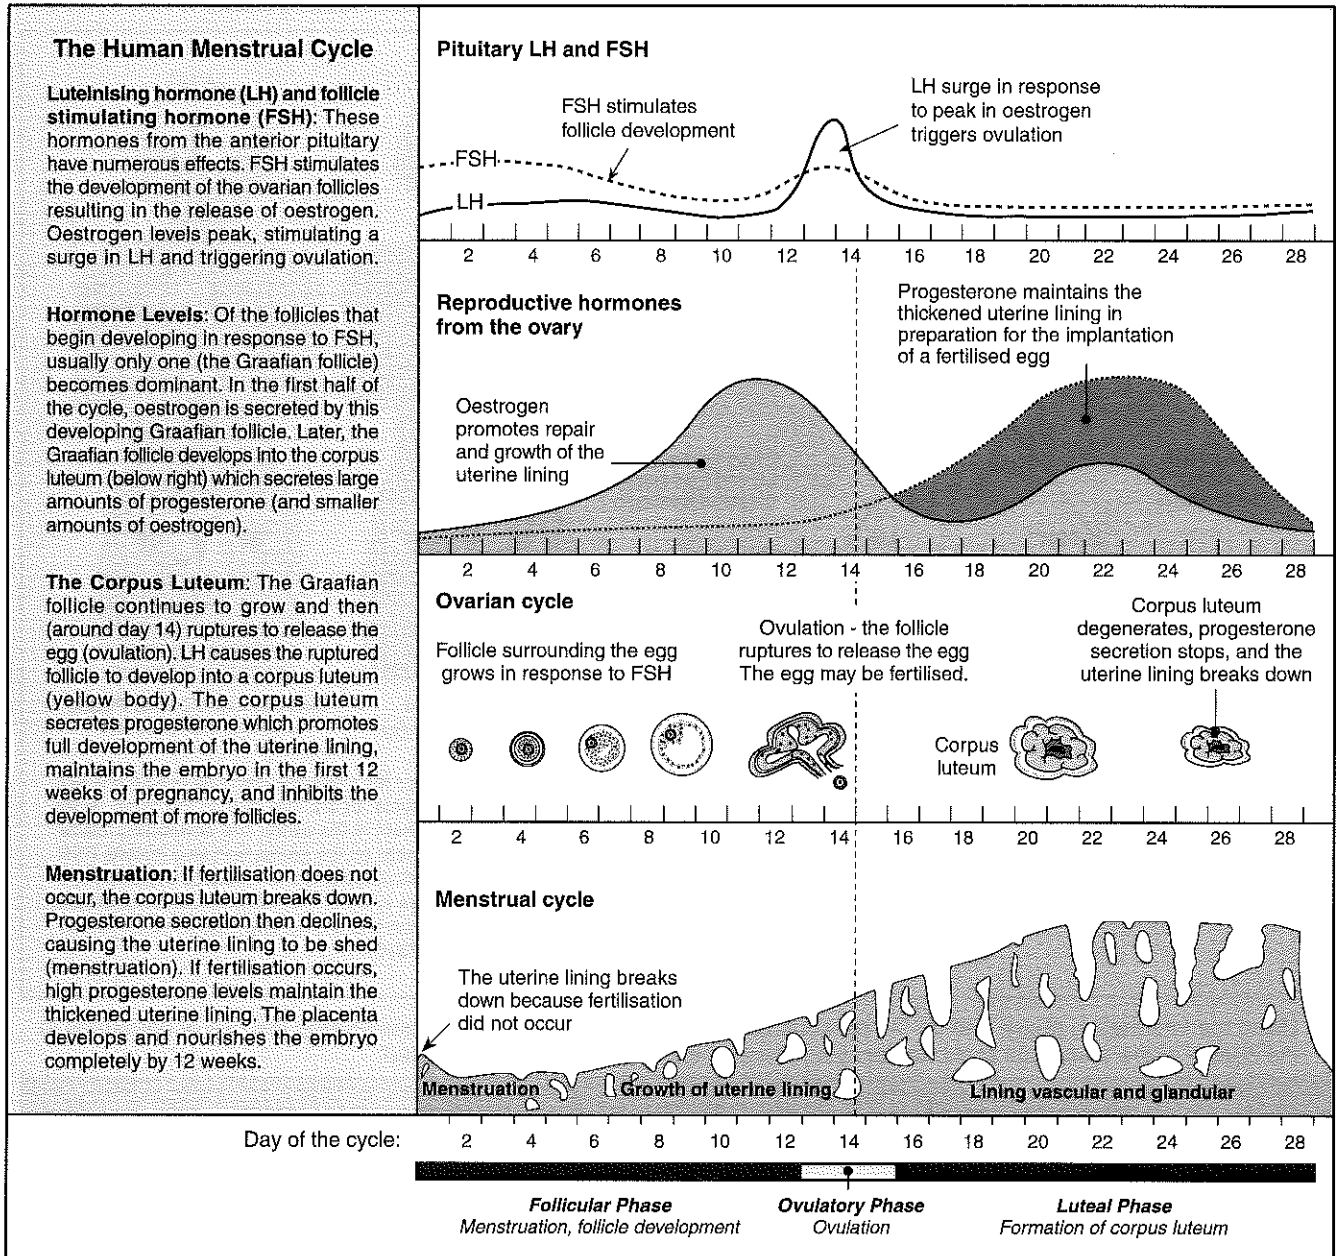 The Human Menstrual Cycle
Luteinising hormone (LH) and follicle
stimulating hormone (FSH): These
hormones from the anterior pituitary
have numerous effects. FSH stimulates
the development of the ovarian follicles
resulting in the release of oestrogen.
Oestrogen levels peak, stimulating a
surge in LH and triggering ovulation.
Hormone Levels: Of the follicles that
begin developing in response to FSH,
usually only one (the Graafian follicle)
becomes dominant. In the first half of
the cycle, oestrogen is secreted by this
developing Graafian follicle. Later, the
Graafian follicle develops into the corpus
luteum (below right) which secretes large
amounts of progesterone (and smaller
amounts of oestrogen).
The Corpus Luteum: The Graafian
follicle continues to grow and then
(around day 14) ruptures to release the
egg (ovulation). LH causes the ruptured
follicle to develop into a corpus luteum
(yellow body). The corpus luteum
secretes progesterone which promotes
full development of the uterine lining,
maintains the embryo in the first 12
weeks of pregnancy, and inhibits the
development of more follicles.
Menstruation: If fertilisation does not
occur, the corpus luteum breaks down.
Progesterone secretion then declines,
causing the uterine lining to be shed
(menstruation). If fertilisation occurs,
high progesterone levels maintain the
thickened uterine lining. The placenta
develops and nourishes the embryo
completely by 12 weeks.
Pituitary LH and FSH
FSH stimulates
follicle development
LH surge in response
to peak in oestrogen
triggers ovulation
FSH
LH
2 4 6 8 10 12 14 16 18 20 22 24 26 28
Reproductive hormones
from the ovary
Progesterone maintains the
thickened uterine lining in
preparation for the implantation
of a fertilised egg
Oestrogen
promotes repair
and growth of the
uterine lining
2 4 6 8 10 12 14 16 18 20 22 24 26 28
Ovarian cycle
Follicle surrounding the egg
grows in response to FSH
Ovulation - the follicle
ruptures to release the egg
The egg may be fertilised.
Corpus luteum
degenerates, progesterone
secretion stops, and the
uterine lining breaks down
Corpus
luteum
2 4 6 8 10 12 14 16 18 20 22 24 26 28
Menstrual cycle
The uterine lining breaks
down because fertilisation
did not occur
Menstruation
Growth of uterine lining
Lining vascular and glandular
Day of the cycle: 2 4 6 8 10 12 14 16 18 20 22 24 26 28
Follicular Phase
Menstruation, follicle development
Ovulatory Phase
Ovulation
Luteal Phase
Formation of corpus luteum